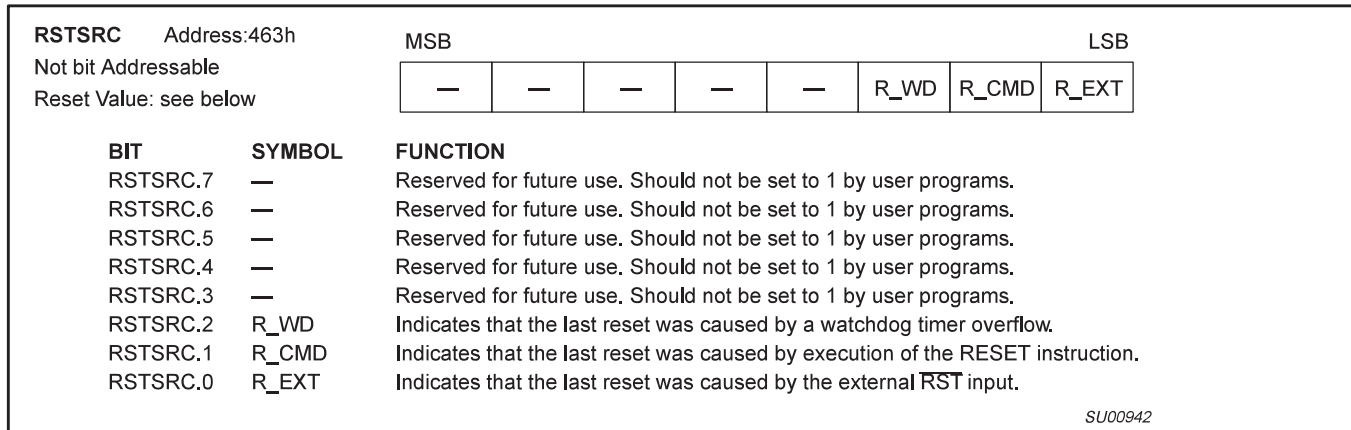 RSTSRC Address:463h
Not bit Addressable
Reset Value: see below
MSB LSB
— — — — — R_WD R_CMD R_EXT
BIT SYMBOL FUNCTION
RSTSRC.7 — Reserved for future use. Should not be set to 1 by user programs.
RSTSRC.6 — Reserved for future use. Should not be set to 1 by user programs.
RSTSRC.5 — Reserved for future use. Should not be set to 1 by user programs.
RSTSRC.4 — Reserved for future use. Should not be set to 1 by user programs.
RSTSRC.3 — Reserved for future use. Should not be set to 1 by user programs.
RSTSRC.2 R_WD Indicates that the last reset was caused by a watchdog timer overflow.
RSTSRC.1 R_CMD Indicates that the last reset was caused by execution of the RESET instruction.
RSTSRC.0 R_EXT Indicates that the last reset was caused by the external R̅S̅T̅ input.
SU00942